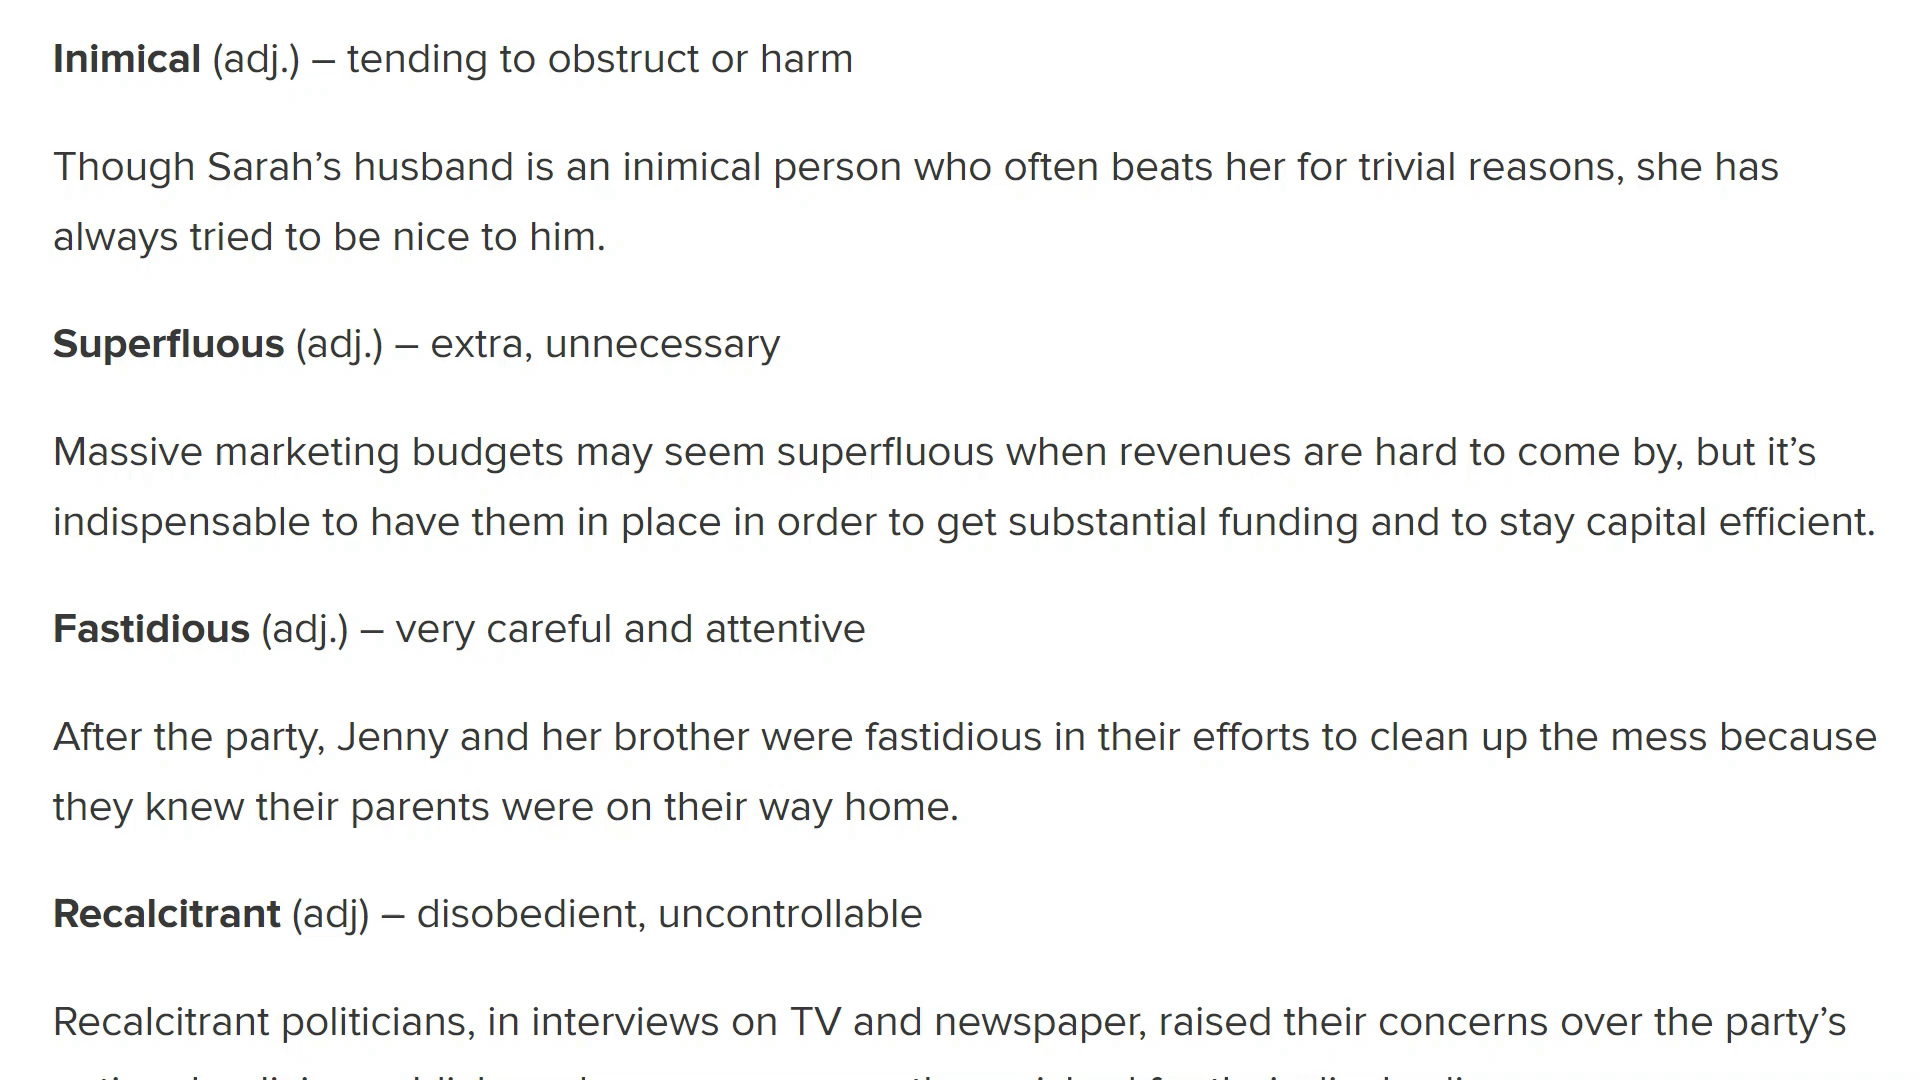 Inimical (adj.) – tending to obstruct or harm
Though Sarah’s husband is an inimical person who often beats her for trivial reasons, she has
always tried to be nice to him.
Superfluous (adj.) – extra, unnecessary
Massive marketing budgets may seem superfluous when revenues are hard to come by, but it’s
indispensable to have them in place in order to get substantial funding and to stay capital efficient.
Fastidious (adj.) – very careful and attentive
After the party, Jenny and her brother were fastidious in their efforts to clean up the mess because
they knew their parents were on their way home.
Recalcitrant (adj) – disobedient, uncontrollable
Recalcitrant politicians, in interviews on TV and newspaper, raised their concerns over the party’s